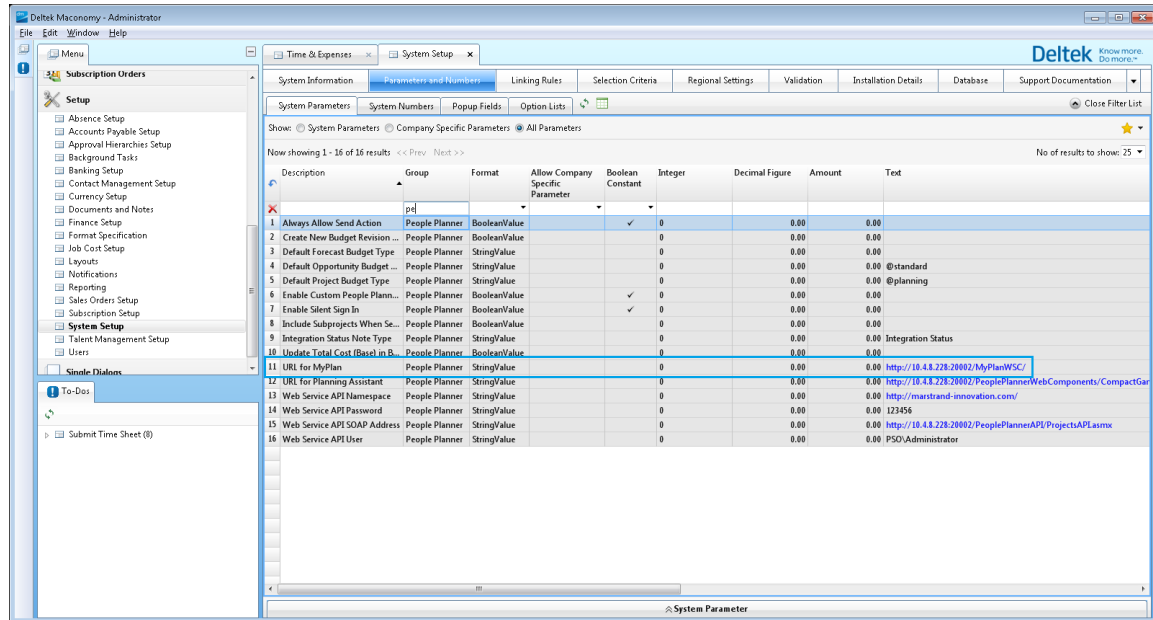 Deltek Maconomy - Administrator
File Edit Window Help
Menu
Subscription Orders
Setup
Absence Setup
Accounts Payable Setup
Approval Hierarchies Setup
Background Tasks
Banking Setup
Contact Management Setup
Currency Setup
Documents and Notes
Finance Setup
Format Specification
Job Cost Setup
Layouts
Notifications
Reporting
Sales Orders Setup
Subscription Setup
System Setup
Talent Management Setup
Users
Single Dialogs
To-Dos
Submit Time Sheet (8)
Time & Expenses System Setup
Deltek Know more. Do more.™
System Information Parameters and Numbers Linking Rules Selection Criteria Regional Settings Validation Installation Details Database Support Documentation
System Parameters System Numbers Popup Fields Option Lists Close Filter List
Show: System Parameters Company Specific Parameters All Parameters
Now showing 1 - 16 of 16 results << Prev Next >> No of results to show: 25
Description Group Format Allow Company Specific Parameter Boolean Constant Integer Decimal Figure Amount Text
pe
1 Always Allow Send Action People Planner BooleanValue ✓ 0 0.00 0.00
2 Create New Budget Revision ... People Planner BooleanValue 0 0.00 0.00
3 Default Forecast Budget Type People Planner StringValue 0 0.00 0.00
4 Default Opportunity Budget ... People Planner StringValue 0 0.00 0.00 @standard
5 Default Project Budget Type People Planner StringValue 0 0.00 0.00 @planning
6 Enable Custom People Plann... People Planner BooleanValue ✓ 0 0.00 0.00
7 Enable Silent Sign In People Planner BooleanValue ✓ 0 0.00 0.00
8 Include Subprojects When Se... People Planner BooleanValue 0 0.00 0.00
9 Integration Status Note Type People Planner StringValue 0 0.00 0.00 Integration Status
10 Update Total Cost (Base) in B... People Planner BooleanValue 0 0.00 0.00
11 URL for MyPlan People Planner StringValue 0 0.00 0.00 http://10.4.8.228:20002/MyPlanWSC/
12 URL for Planning Assistant People Planner StringValue 0 0.00 0.00 http://10.4.8.228:20002/PeoplePlannerWebComponents/CompactGan
13 Web Service API Namespace People Planner StringValue 0 0.00 0.00 http://marstrand-innovation.com/
14 Web Service API Password People Planner StringValue 0 0.00 0.00 123456
15 Web Service API SOAP Address People Planner StringValue 0 0.00 0.00 http://10.4.8.228:20002/PeoplePlannerAPI/ProjectsAPI.asmx
16 Web Service API User People Planner StringValue 0 0.00 0.00 PSO\Administrator
System Parameter